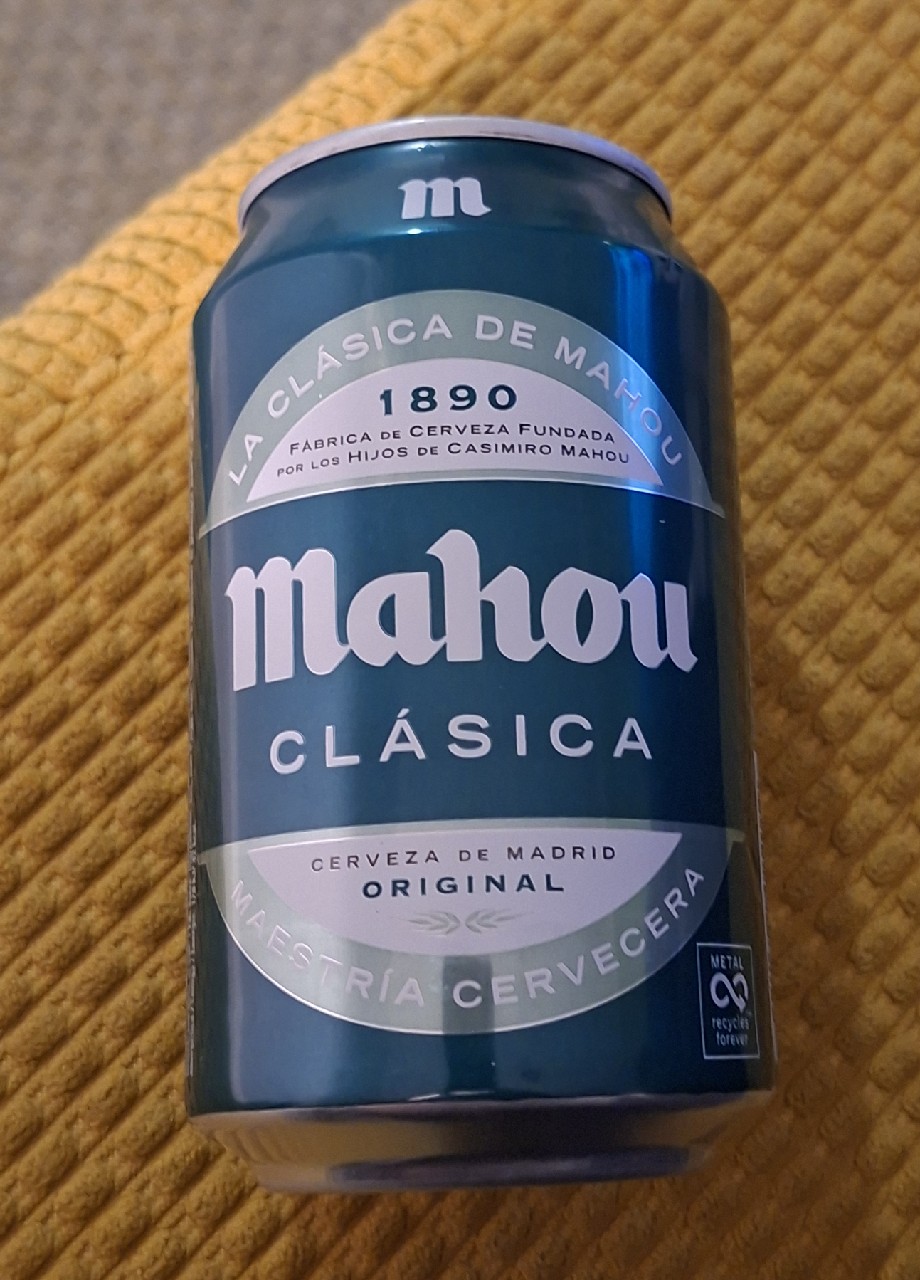 m
LA CLÁSICA DE MAHOU
1890
FÁBRICA DE CERVEZA FUNDADA
POR LOS HIJOS DE CASIMIRO MAHOU
Mahou
CLÁSICA
CERVEZA DE MADRID
ORIGINAL
MAESTRÍA CERVECERA
METAL
recycles
forever